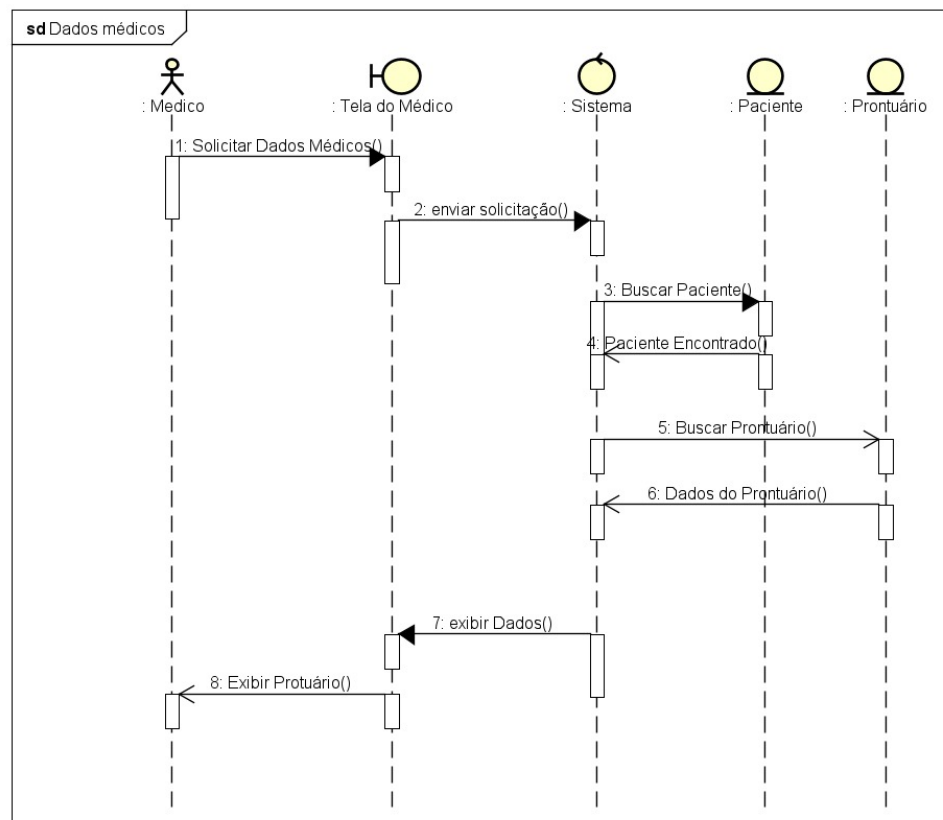 sd Dados médicos
: Medico
: Tela do Médico
: Sistema
: Paciente
: Prontuário
1: Solicitar Dados Médicos()
2: enviar solicitação()
3: Buscar Paciente()
4: Paciente Encontrado()
5: Buscar Prontuário()
6: Dados do Prontuário()
7: exibir Dados()
8: Exibir Protuário()